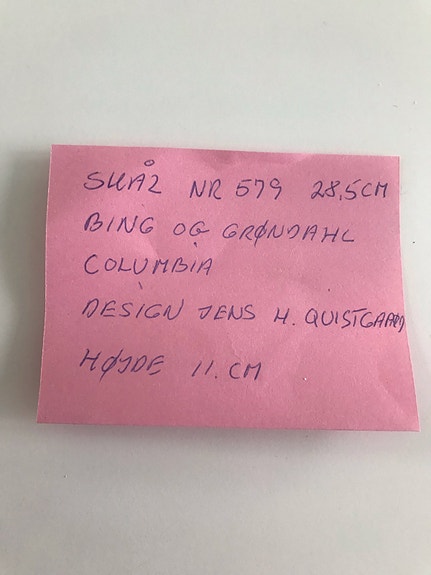 SKÅL NR 579 28,5CM
BING OG GRØNDAHL
COLUMBIA
DESIGN JENS H. QUISTGAARD
HØJDE 11. CM